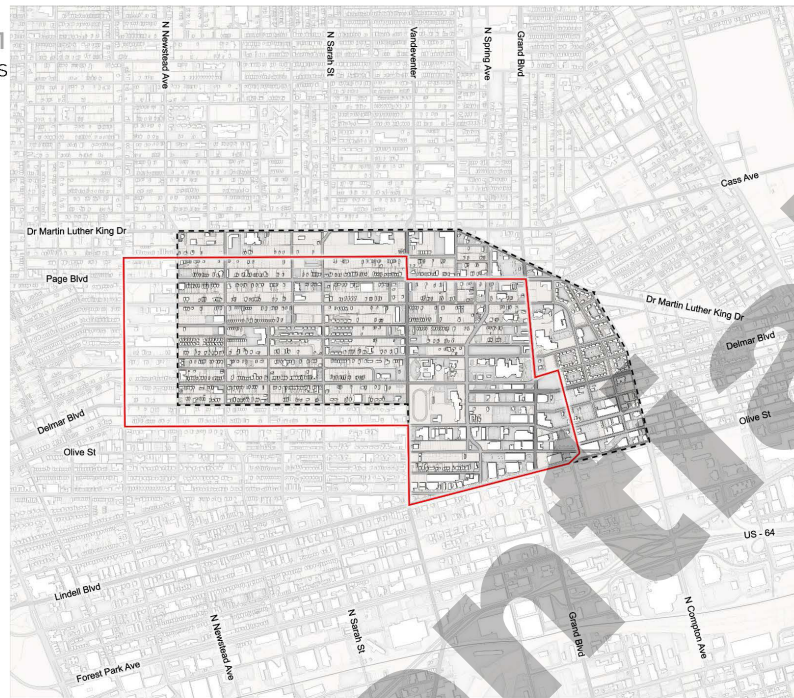 N Newstead Ave
N Sarah St
Vandeventer
N Spring Ave
Grand Blvd
Cass Ave
Dr Martin Luther King Dr
Page Blvd
Dr Martin Luther King Dr
Delmar Blvd
Delmar Blvd
Olive St
Olive St
US - 64
Lindell Blvd
N Newstead Ave
N Sarah St
Grand Blvd
N Compton Ave
Forest Park Ave